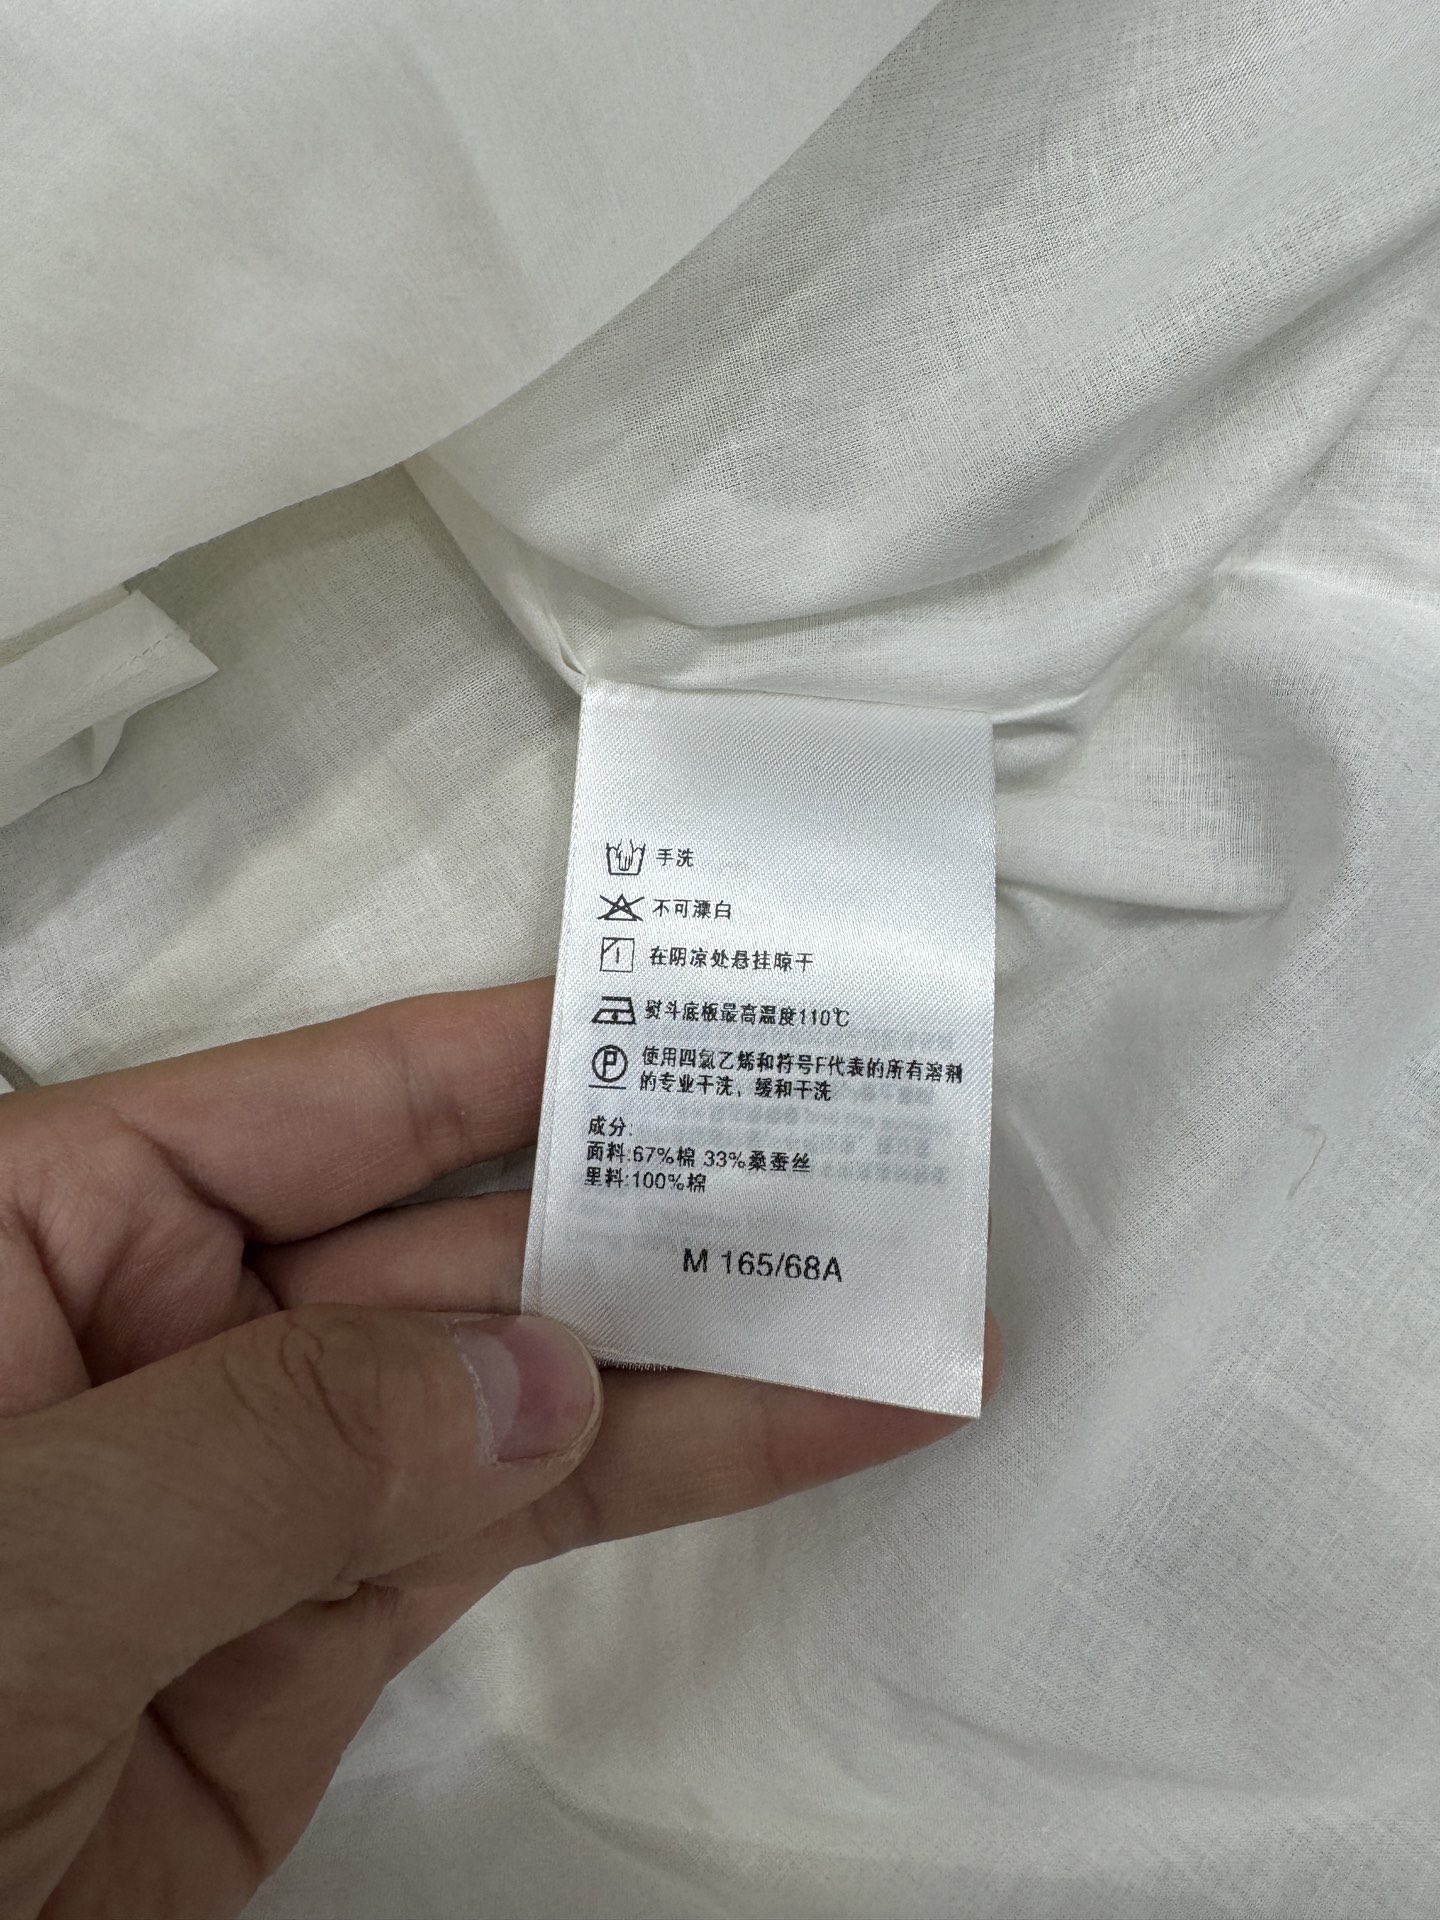 手洗
不可漂白
在阴凉处悬挂晾干
熨斗底板最高温度110℃
P
使用四氯乙烯和符号F代表的所有溶剂
的专业干洗，缓和干洗
成分:
面料:67%棉 33%桑蚕丝
里料:100%棉
M 165/68A